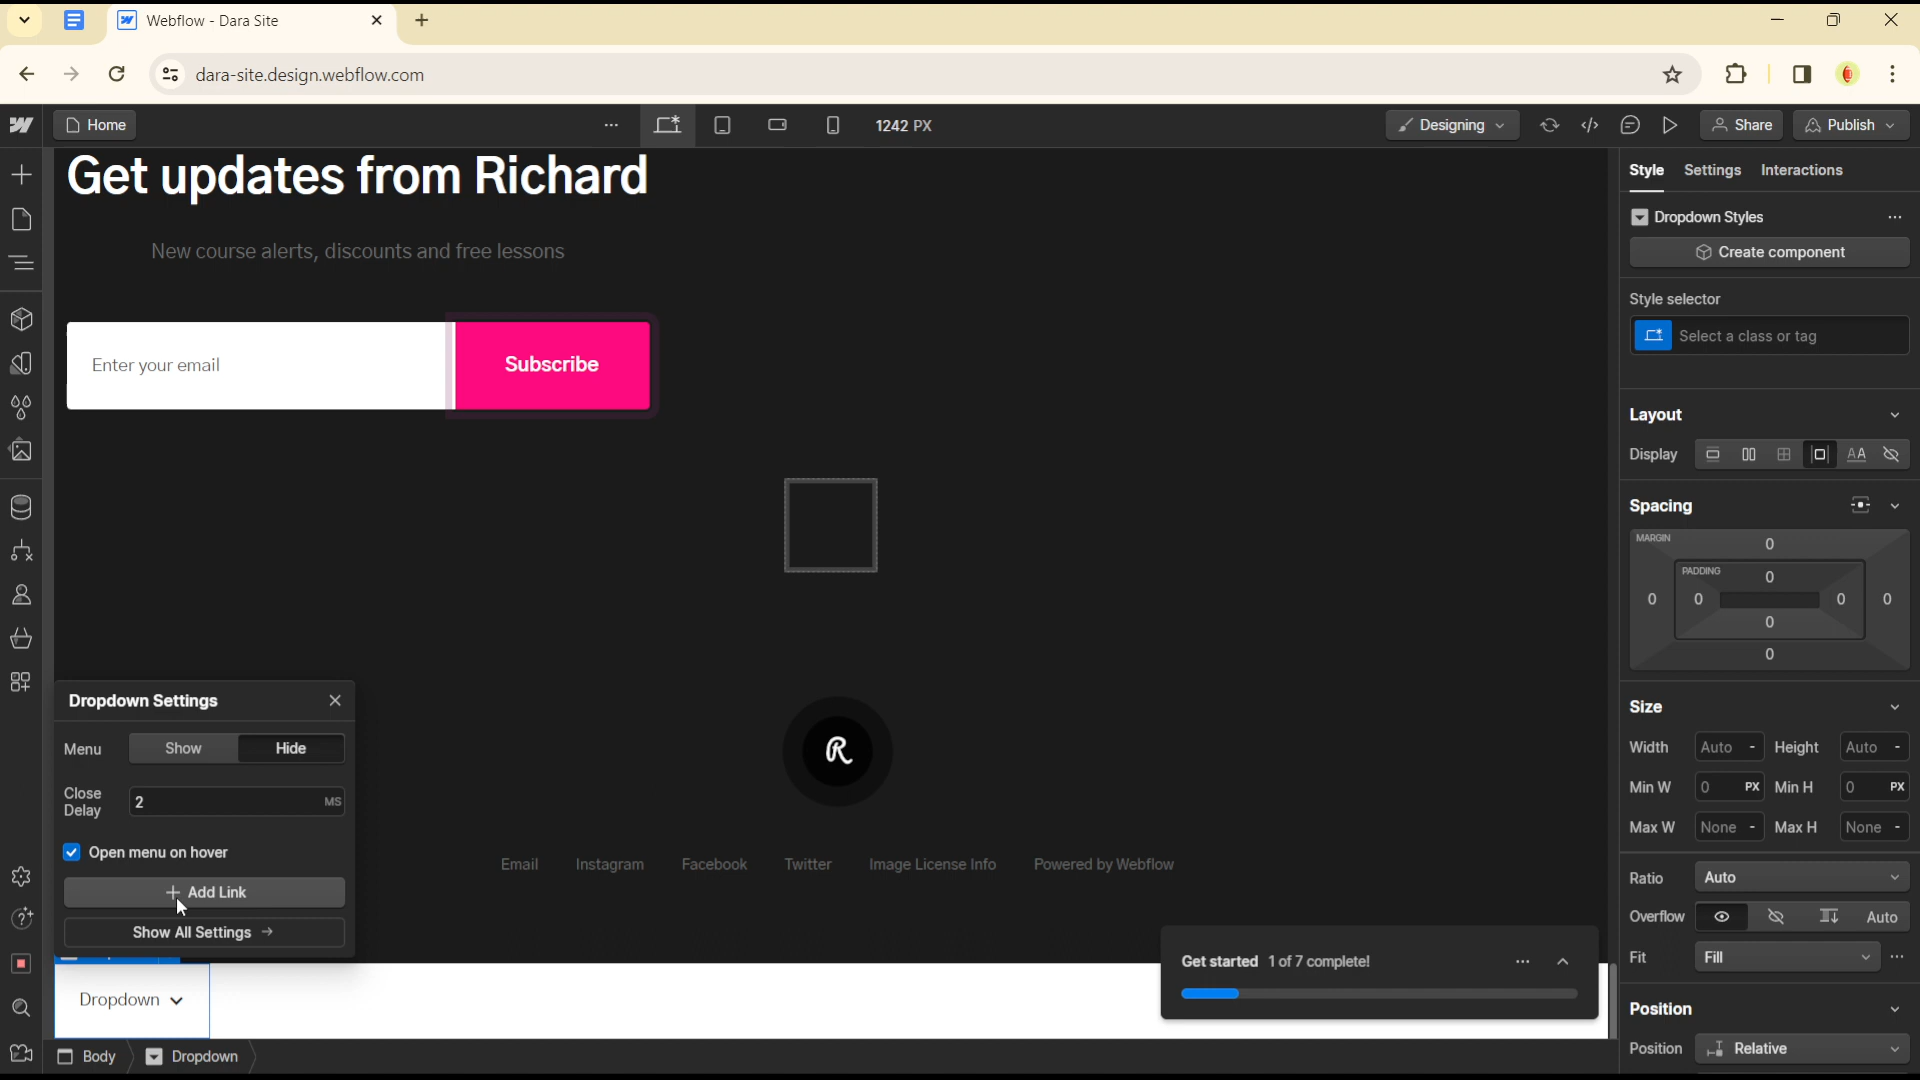 Webflow - Dara Site
dara-site.design.webflow.com
Home
1242 PX
Designing
Share
Publish
Get updates from Richard
New course alerts, discounts and free lessons
Enter your email
Subscribe
R
Email
Instagram
Facebook
Twitter
Image License Info
Powered by Webflow
Dropdown Settings
Menu
Show
Hide
Close
Delay
2
MS
Open menu on hover
Add Link
Show All Settings
Dropdown
Get started 1 of 7 complete!
Body
Dropdown
Style
Settings
Interactions
Dropdown Styles
Create component
Style selector
Select a class or tag
Layout
Display
AA
Spacing
MARGIN
0
PADDING
0
0
0
0
0
0
0
Size
Width
Auto -
Height
Auto -
Min W
0 PX
Min H
0 PX
Max W
None -
Max H
None -
Ratio
Auto
Overflow
Auto
Fit
Fill
Position
Position
Relative